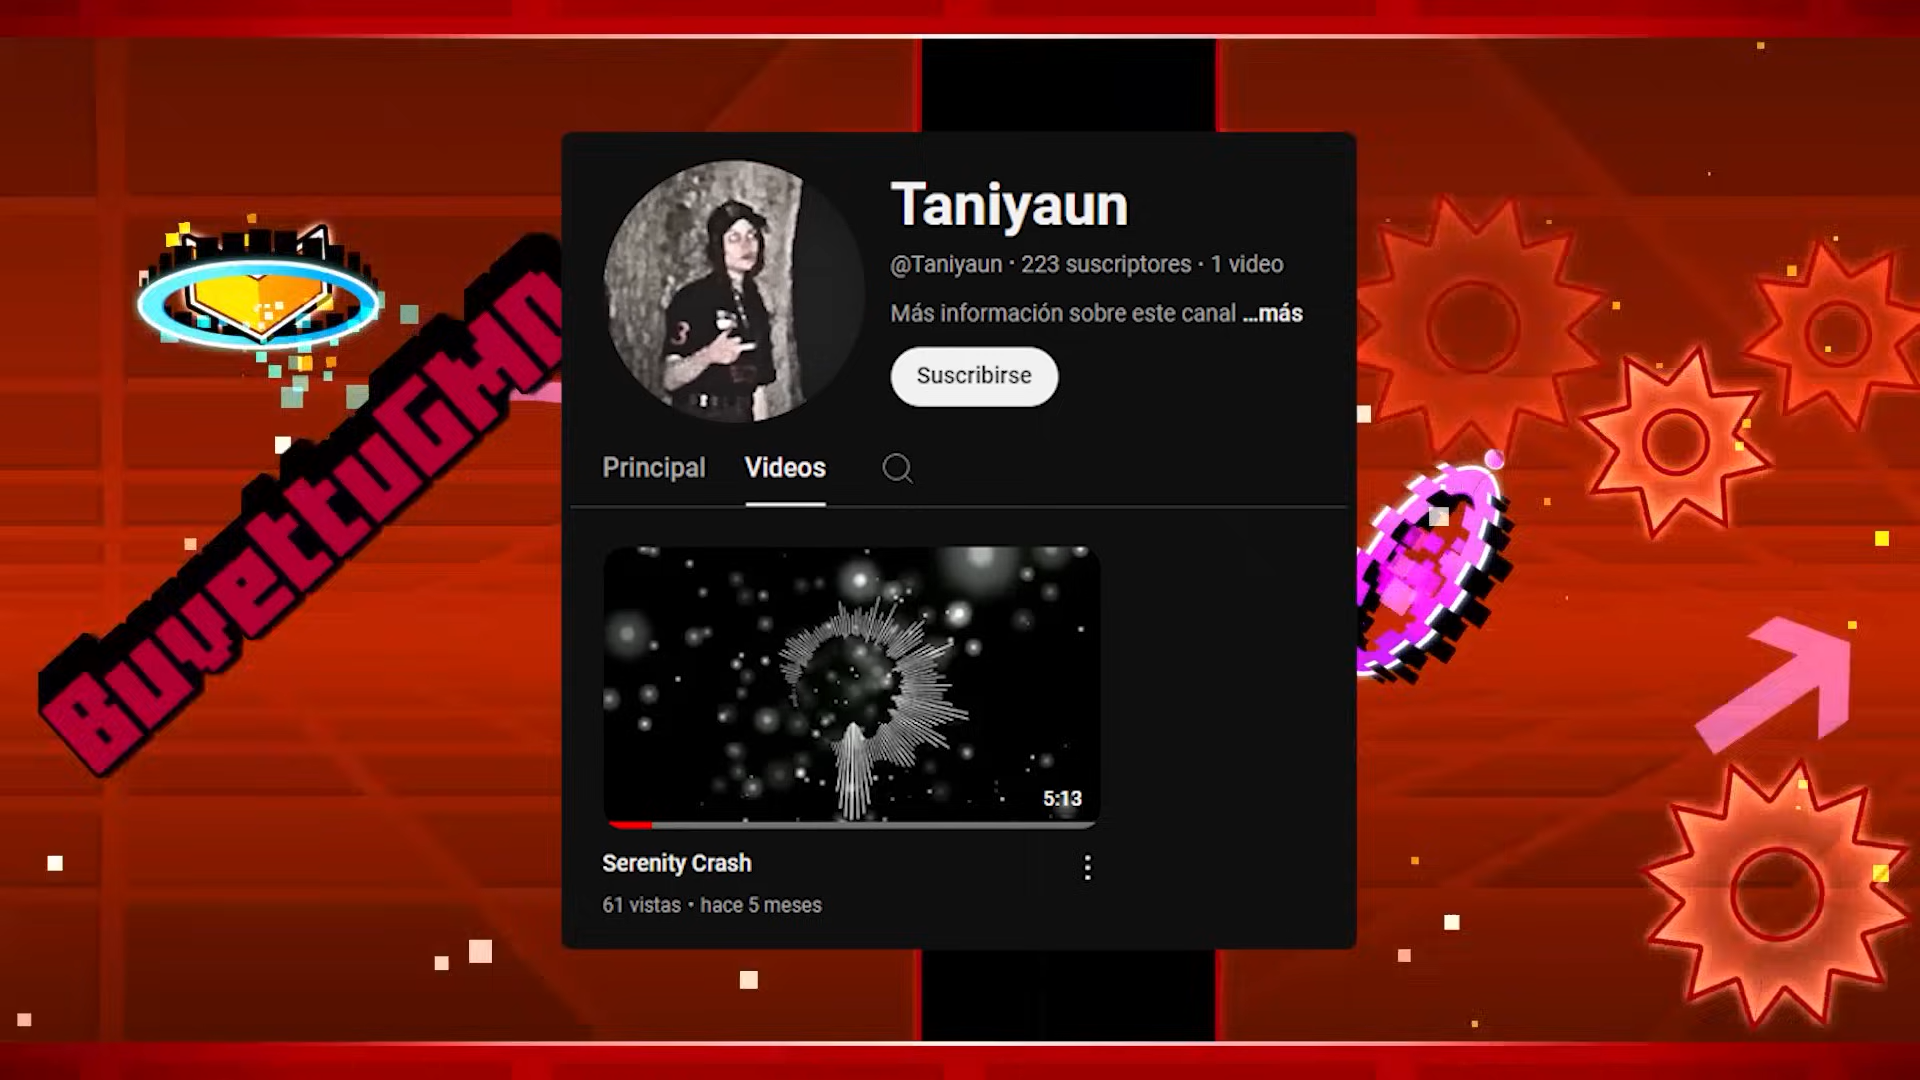 BuyettuGMD
Taniyaun
@Taniyaun · 223 suscriptores · 1 video
Más información sobre este canal ...más
Suscribirse
Principal Videos
5:13
Serenity Crash
61 vistas · hace 5 meses